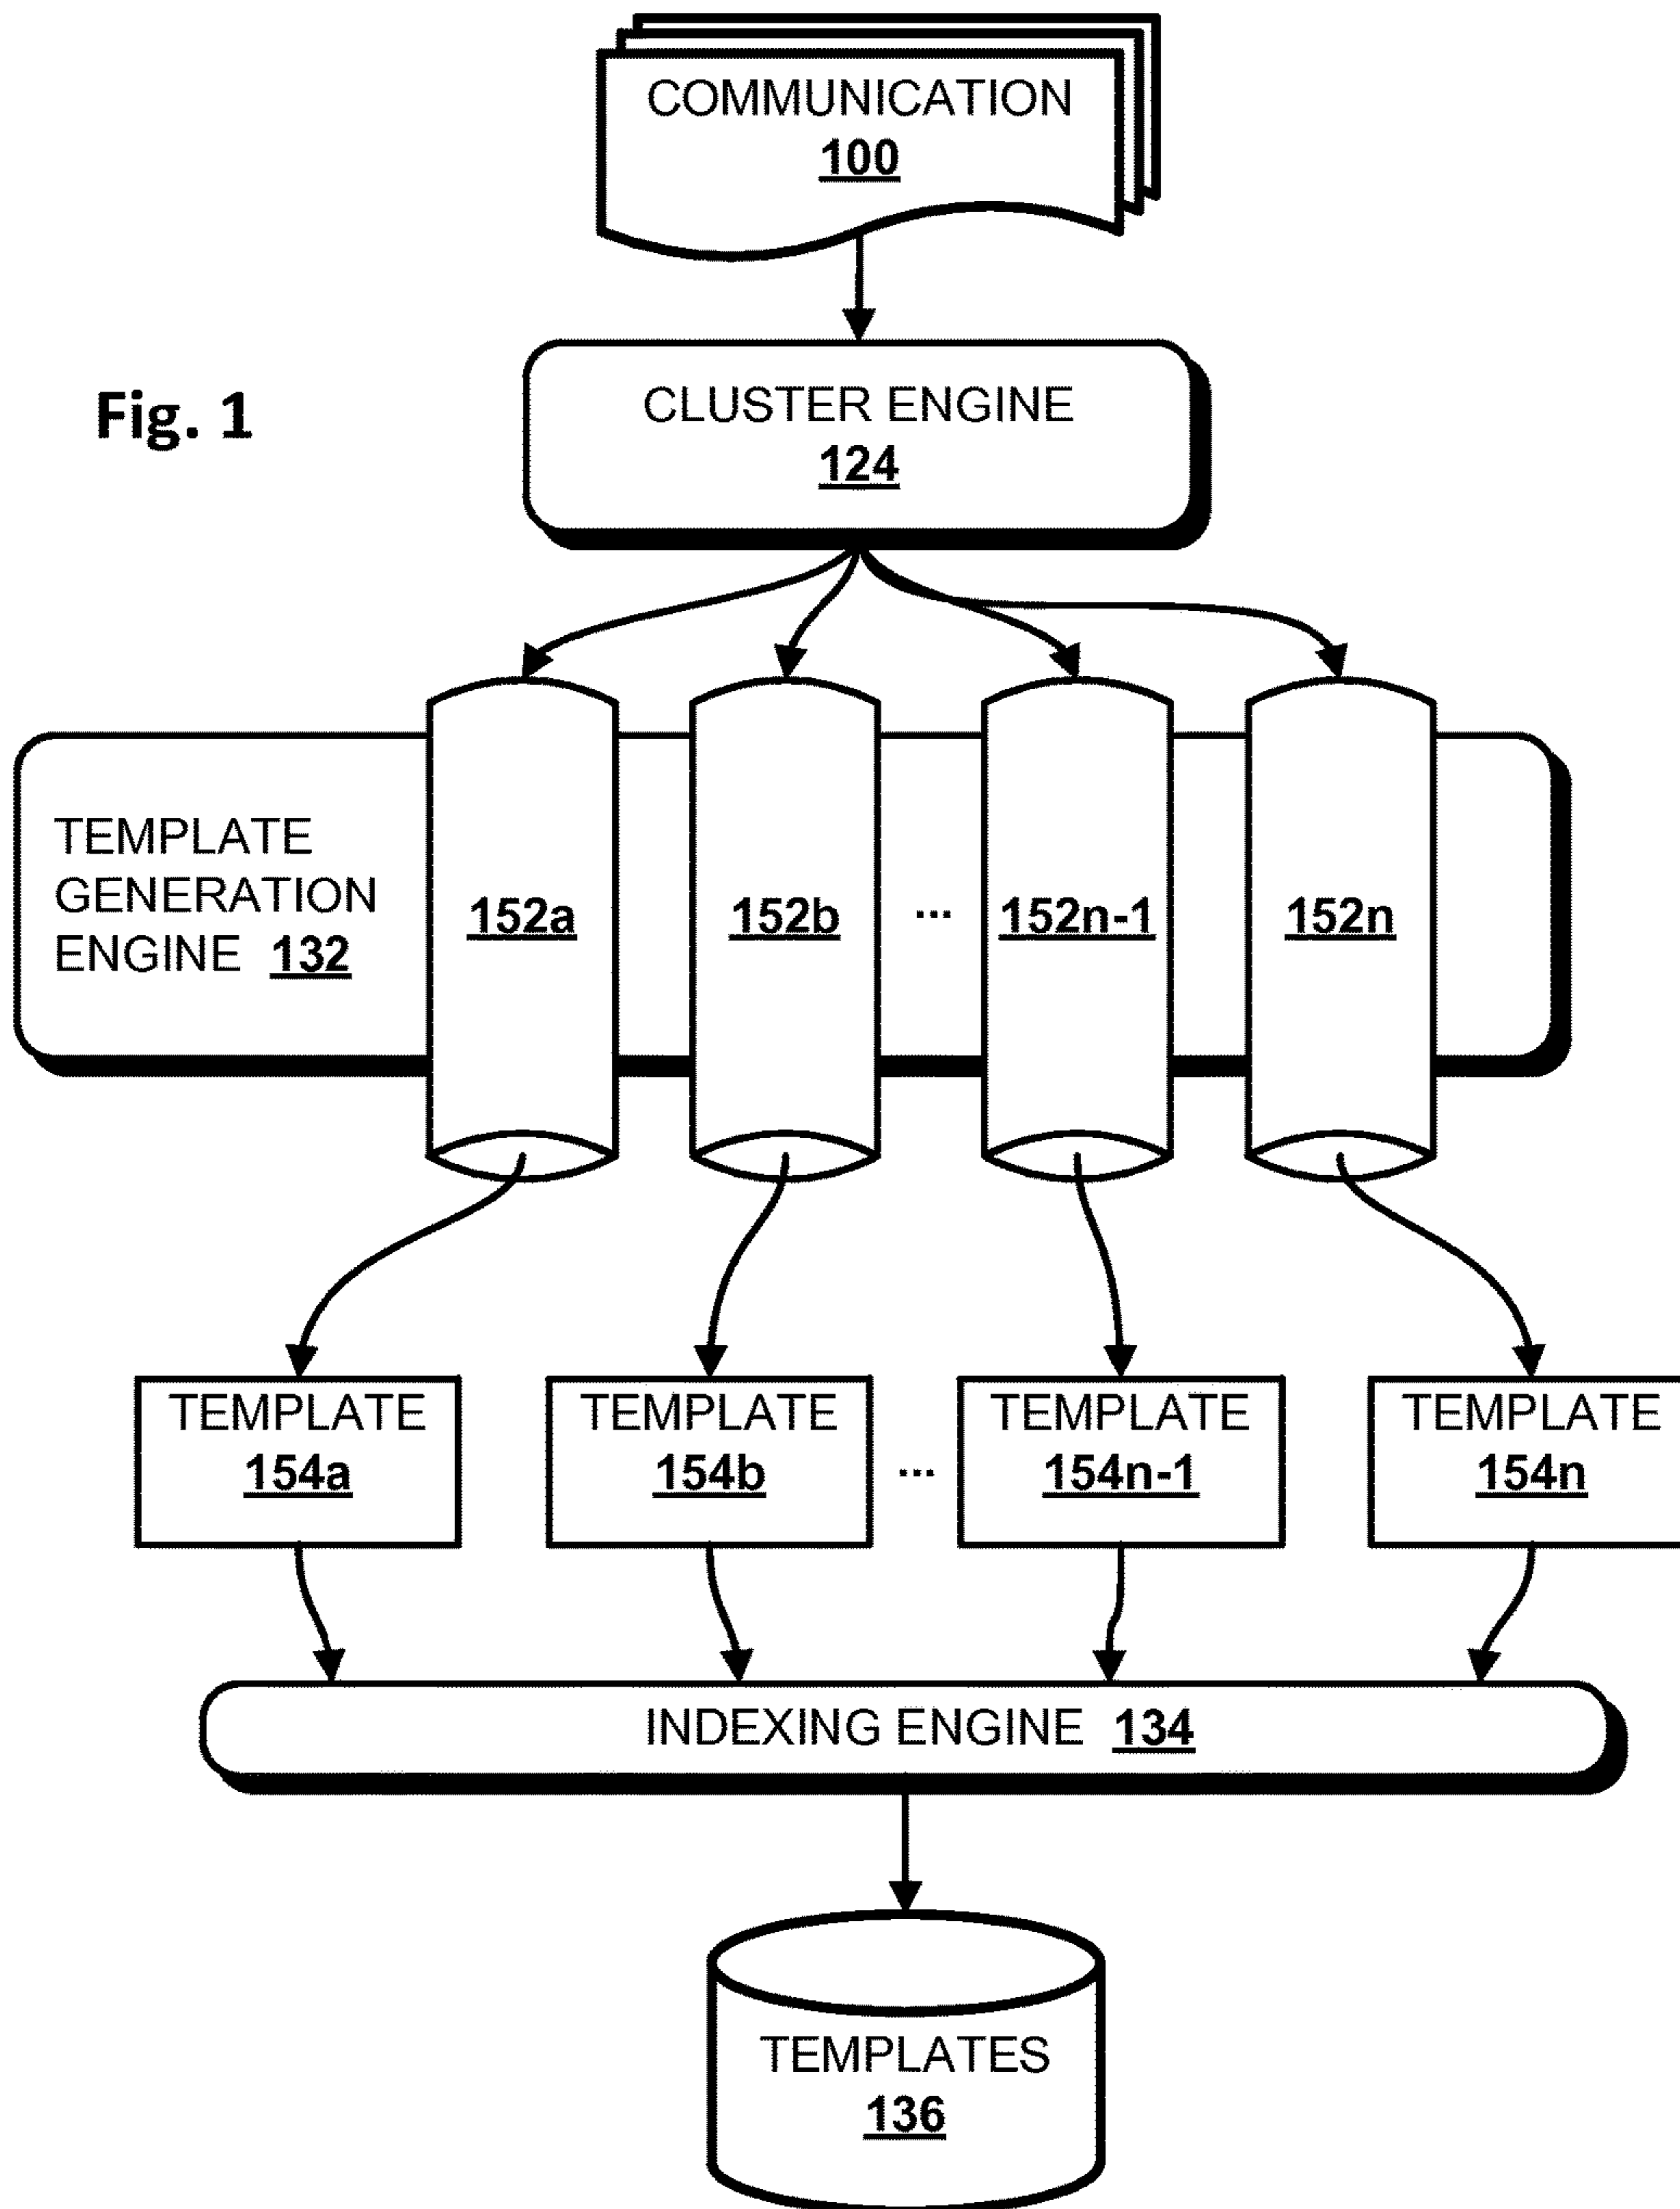 COMMUNICATION
100
Fig. 1
CLUSTER ENGINE
124
TEMPLATE
GENERATION
ENGINE 132
152a
152b
...
152n-1
152n
TEMPLATE
154a
TEMPLATE
154b
...
TEMPLATE
154n-1
TEMPLATE
154n
INDEXING ENGINE 134
TEMPLATES
136